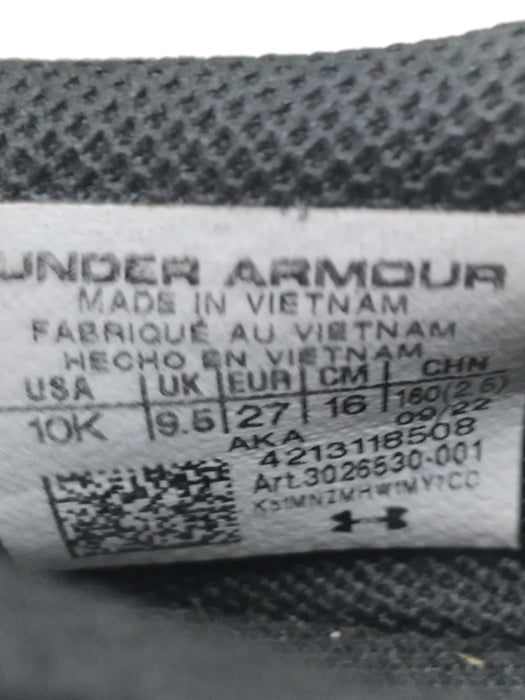 UNDER ARMOUR
MADE IN VIETNAM
FABRIQUÉ AU VIETNAM
HECHO EN VIETNAM
USA UK EUR CM CHN
10K 9.5 27 16 160(2.5)
AKA 09/22
4213118508
Art.3026530-001